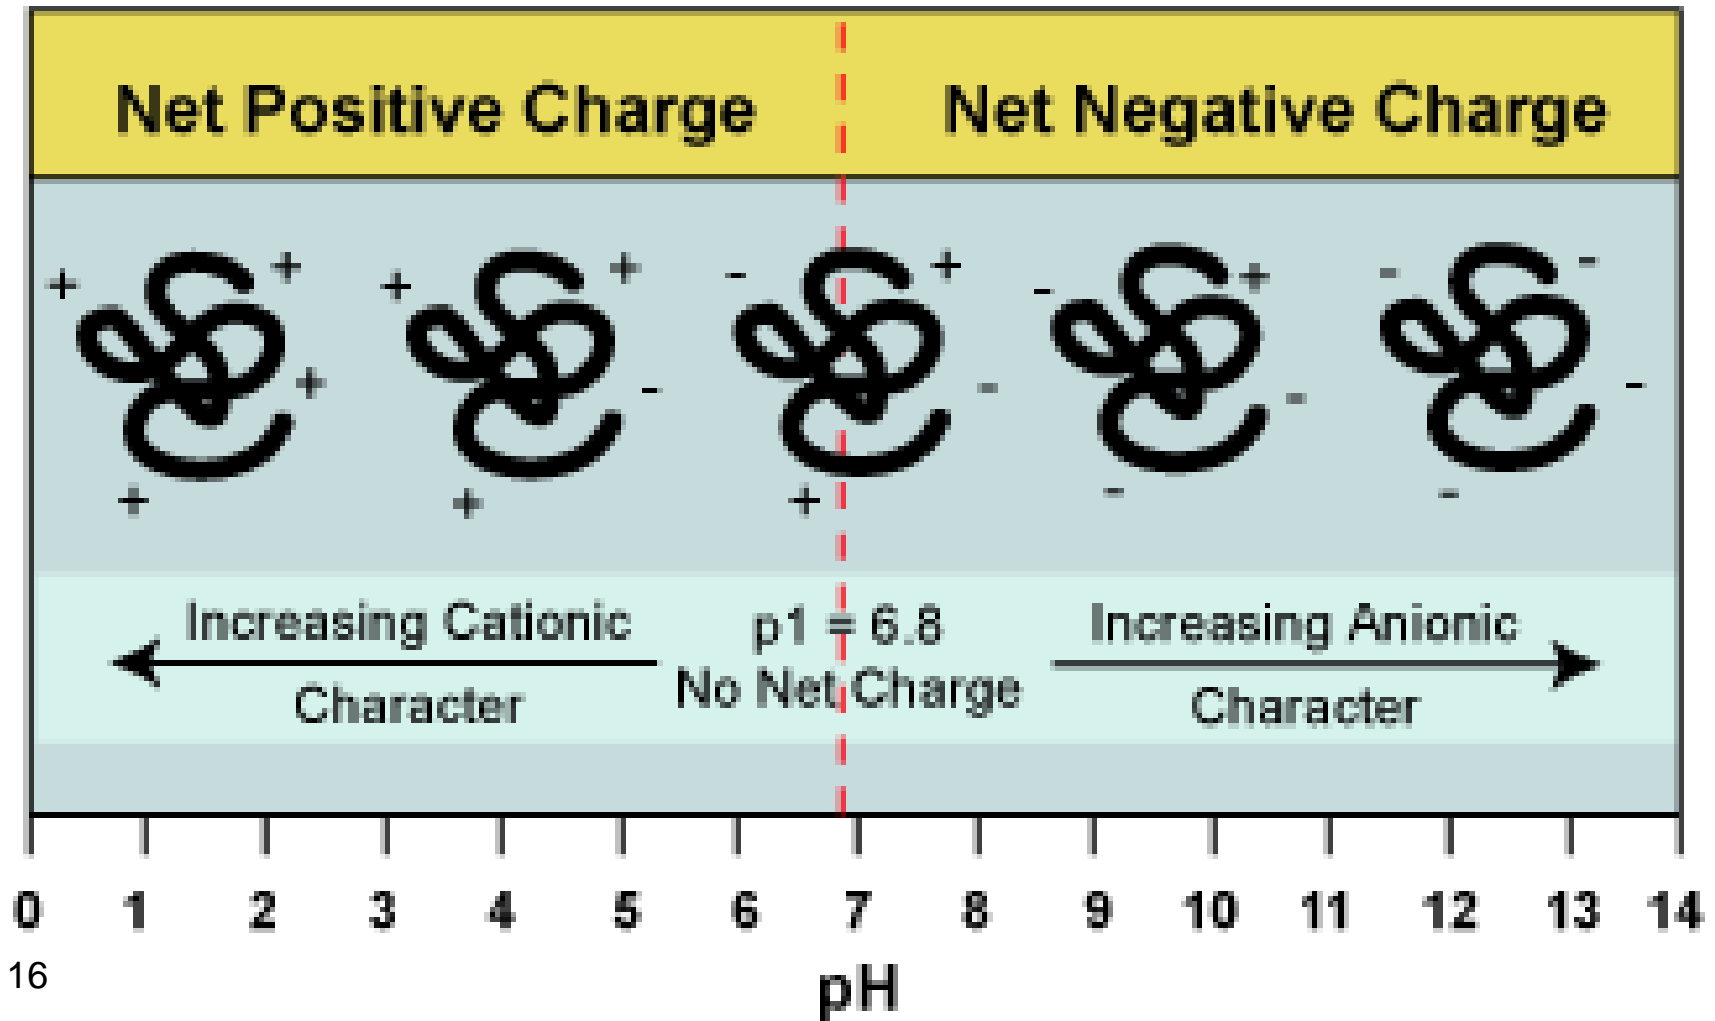 Net Positive Charge Net Negative Charge
+ + + + - + - + - -
+ - - - -
+ + + - -
Increasing Cationic p1 = 6.8 Increasing Anionic
Character No Net Charge Character
0 1 2 3 4 5 6 7 8 9 10 11 12 13 14
16
pH